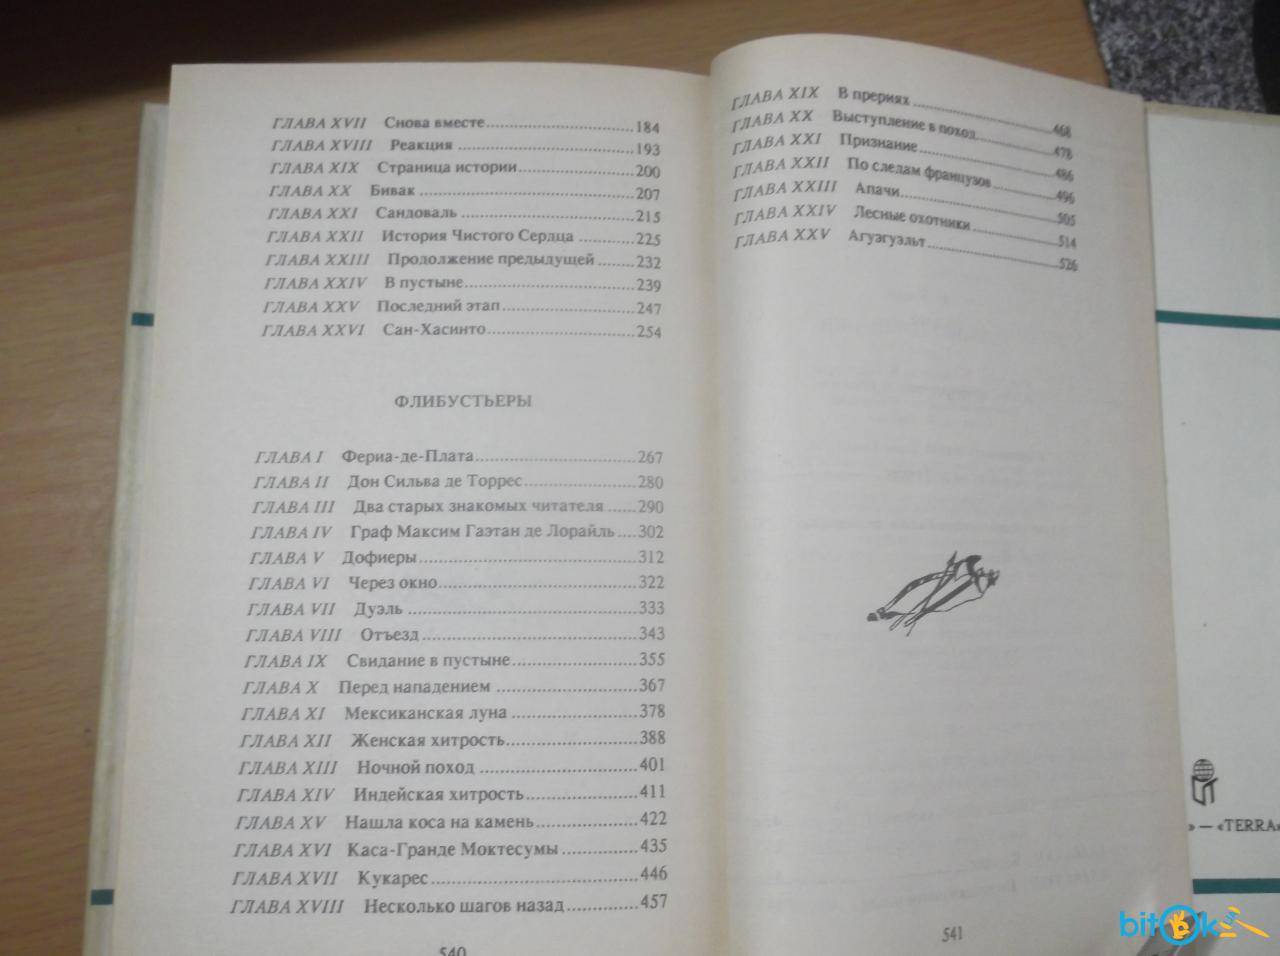 ГЛАВА XVII Снова вместе 184
ГЛАВА XVIII Реакция 193
ГЛАВА XIX Страница истории 200
ГЛАВА XX Бивак 207
ГЛАВА XXI Сандоваль 215
ГЛАВА XXII История Чистого Сердца 225
ГЛАВА XXIII Продолжение предыдущей 232
ГЛАВА XXIV В пустыне 239
ГЛАВА XXV Последний этап 247
ГЛАВА XXVI Сан-Хасинто 254
ФЛИБУСТЬЕРЫ
ГЛАВА I Фериа-де-Плата 267
ГЛАВА II Дон Сильва де Торрес 280
ГЛАВА III Два старых знакомых читателя 290
ГЛАВА IV Граф Максим Гаэтан де Лорайль 302
ГЛАВА V Дофиеры 312
ГЛАВА VI Через окно 322
ГЛАВА VII Дуэль 333
ГЛАВА VIII Отъезд 343
ГЛАВА IX Свидание в пустыне 355
ГЛАВА X Перед нападением 367
ГЛАВА XI Мексиканская луна 378
ГЛАВА XII Женская хитрость 388
ГЛАВА XIII Ночной поход 401
ГЛАВА XIV Индейская хитрость 411
ГЛАВА XV Нашла коса на камень 422
ГЛАВА XVI Каса-Гранде Моктесумы 435
ГЛАВА XVII Кукарес 446
ГЛАВА XVIII Несколько шагов назад 457
540
ГЛАВА XIX В прериях 468
ГЛАВА XX Выступление в поход 478
ГЛАВА XXI Признание 486
ГЛАВА XXII По следам французов 496
ГЛАВА XXIII Апачи 505
ГЛАВА XXIV Лесные охотники 514
ГЛАВА XXV Агуэгуэльт 526
541
» — «TERRA»
bitOk